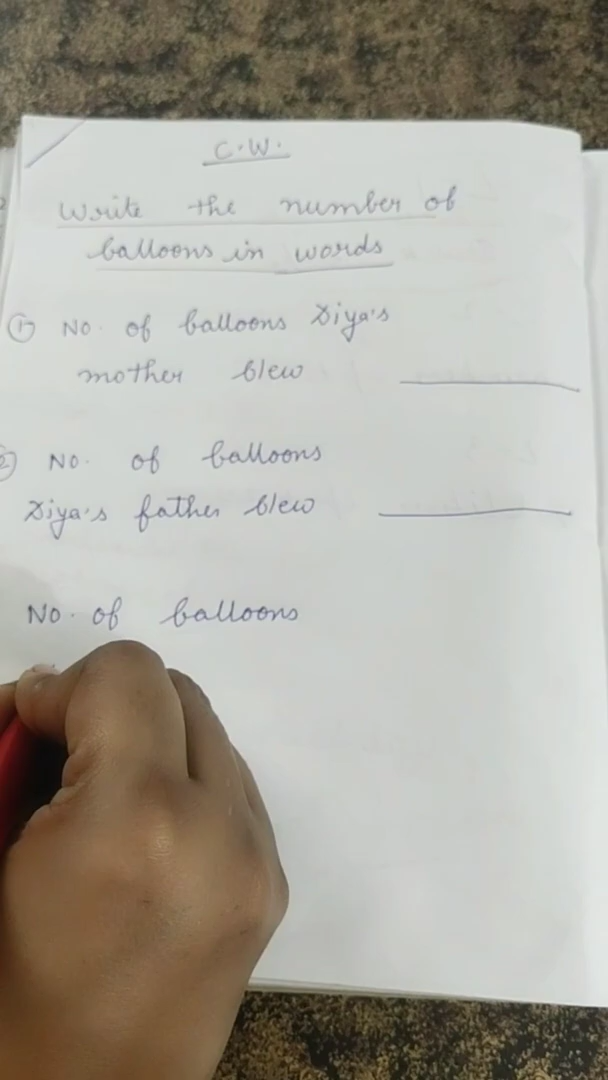 C.W.
Write the number of
balloons in words
① No. of balloons Diya's
mother blew
② No. of balloons
Diya's father blew
No. of balloons